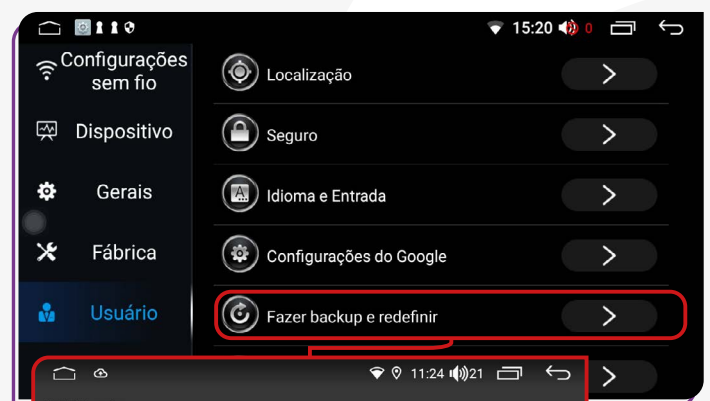 15:20 0
Configurações
sem fio
Dispositivo
Gerais
Fábrica
Usuário
Localização
Seguro
Idioma e Entrada
Configurações do Google
Fazer backup e redefinir
11:24 21